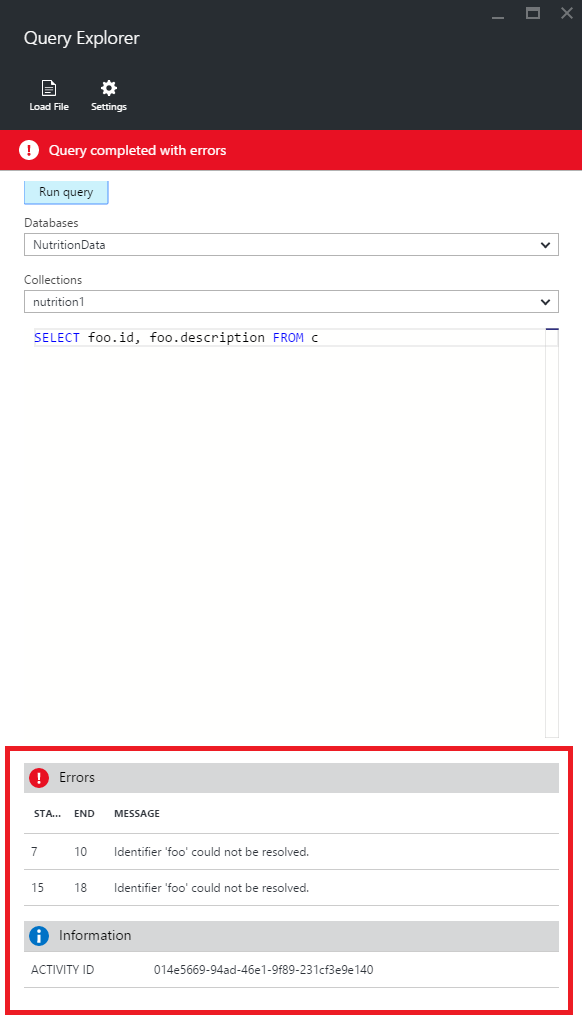 Query Explorer
Load File Settings
Query completed with errors
Run query
Databases
NutritionData
Collections
nutrition1
SELECT foo.id, foo.description FROM c
Errors
STA... END MESSAGE
7 10 Identifier 'foo' could not be resolved.
15 18 Identifier 'foo' could not be resolved.
Information
ACTIVITY ID 014e5669-94ad-46e1-9f89-231cf3e9e140